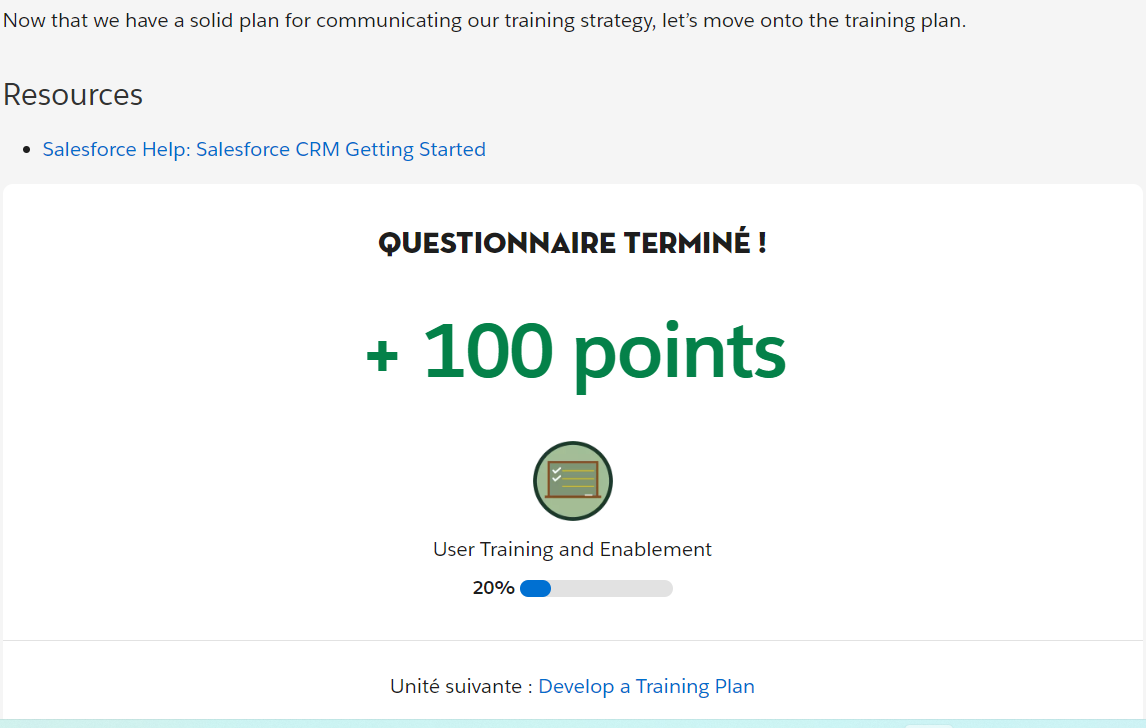 Now that we have a solid plan for communicating our training strategy, let’s move onto the training plan.
Resources
Salesforce Help: Salesforce CRM Getting Started
QUESTIONNAIRE TERMINÉ !
+ 100 points
User Training and Enablement
20%
Unité suivante : Develop a Training Plan